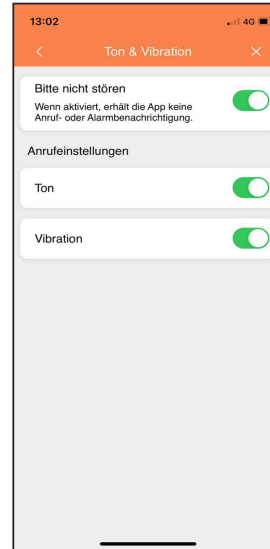 13:02
4G
Ton & Vibration
Bitte nicht stören
Wenn aktiviert, erhält die App keine
Anruf- oder Alarmbenachrichtigung.
Anrufeinstellungen
Ton
Vibration